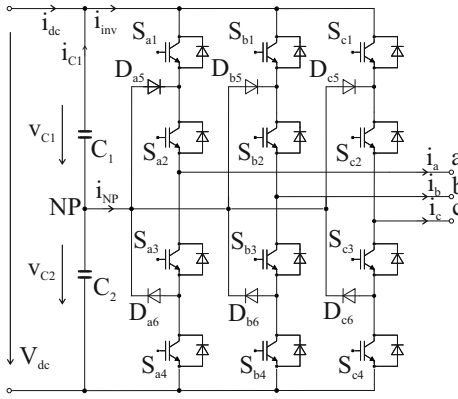 i_dc i_inv
S_a1 S_b1 S_c1
i_C1
D_a5 D_b5 D_c5
v_C1
C_1 S_a2 S_b2 S_c2
i_a a
i_b b
NP i_NP
i_c c
S_a3 S_b3 S_c3
v_C2
C_2
D_a6 D_b6 D_c6
V_dc
S_a4 S_b4 S_c4